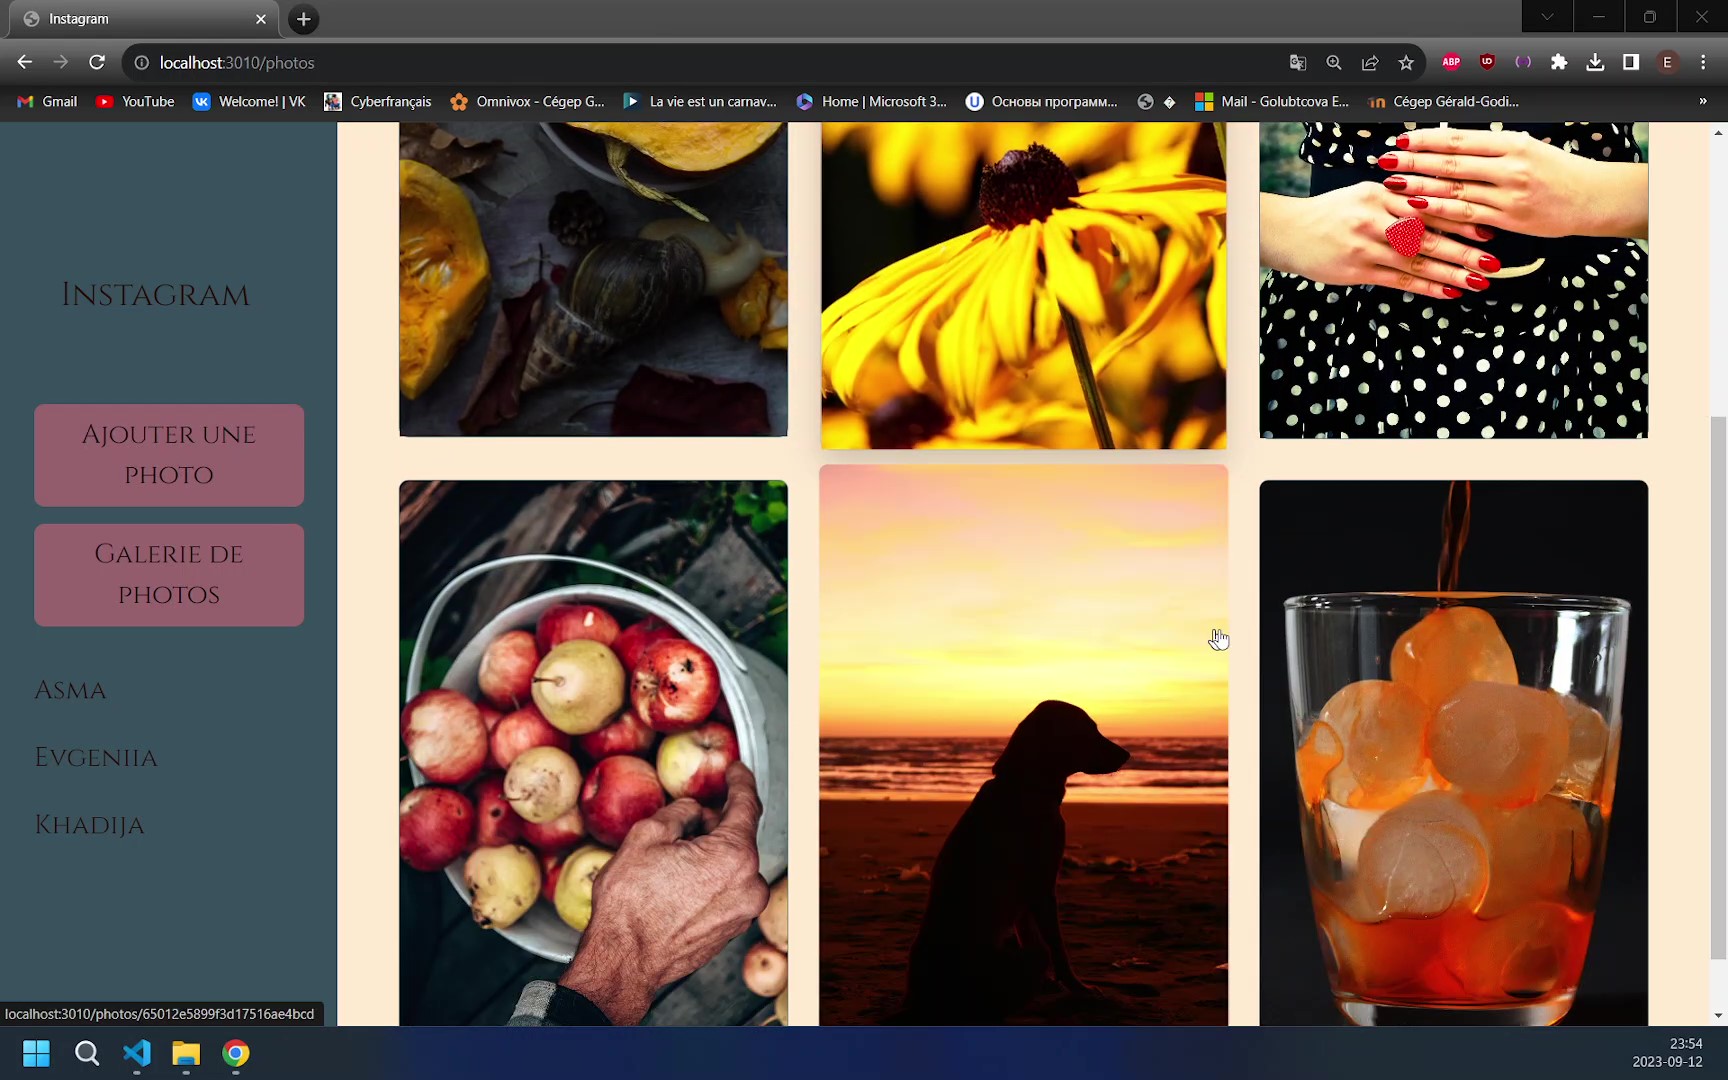 Instagram
localhost:3010/photos
ABP
UD
E
Gmail
YouTube
Welcome! | VK
Cyberfrançais
Omnivox - Cégep G...
La vie est un carnav...
Home | Microsoft 3...
Основы программ...
Mail - Golubtcova E...
Cégep Gérald-Godi...
»
Instagram
Ajouter une
photo
Galerie de
photos
Asma
Evgeniia
Khadija
localhost:3010/photos/65012e5899f3d17516ae4bcd
23:54
2023-09-12